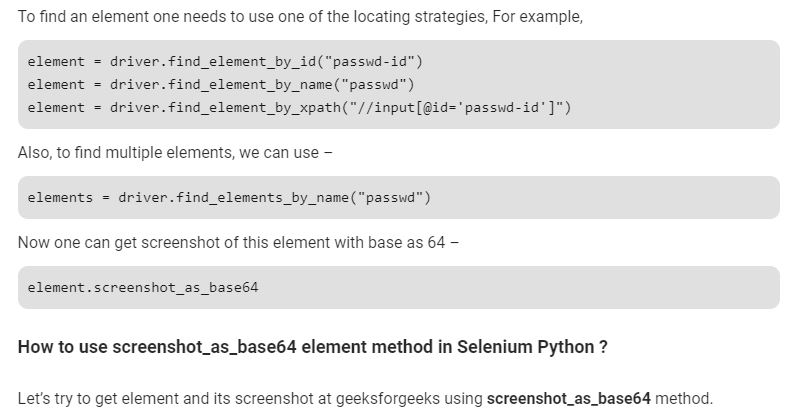 To find an element one needs to use one of the locating strategies, For example,
element = driver.find_element_by_id("passwd-id")
element = driver.find_element_by_name("passwd")
element = driver.find_element_by_xpath("//input[@id='passwd-id']")
Also, to find multiple elements, we can use –
elements = driver.find_elements_by_name("passwd")
Now one can get screenshot of this element with base as 64 –
element.screenshot_as_base64
How to use screenshot_as_base64 element method in Selenium Python ?
Let’s try to get element and its screenshot at geeksforgeeks using screenshot_as_base64 method.